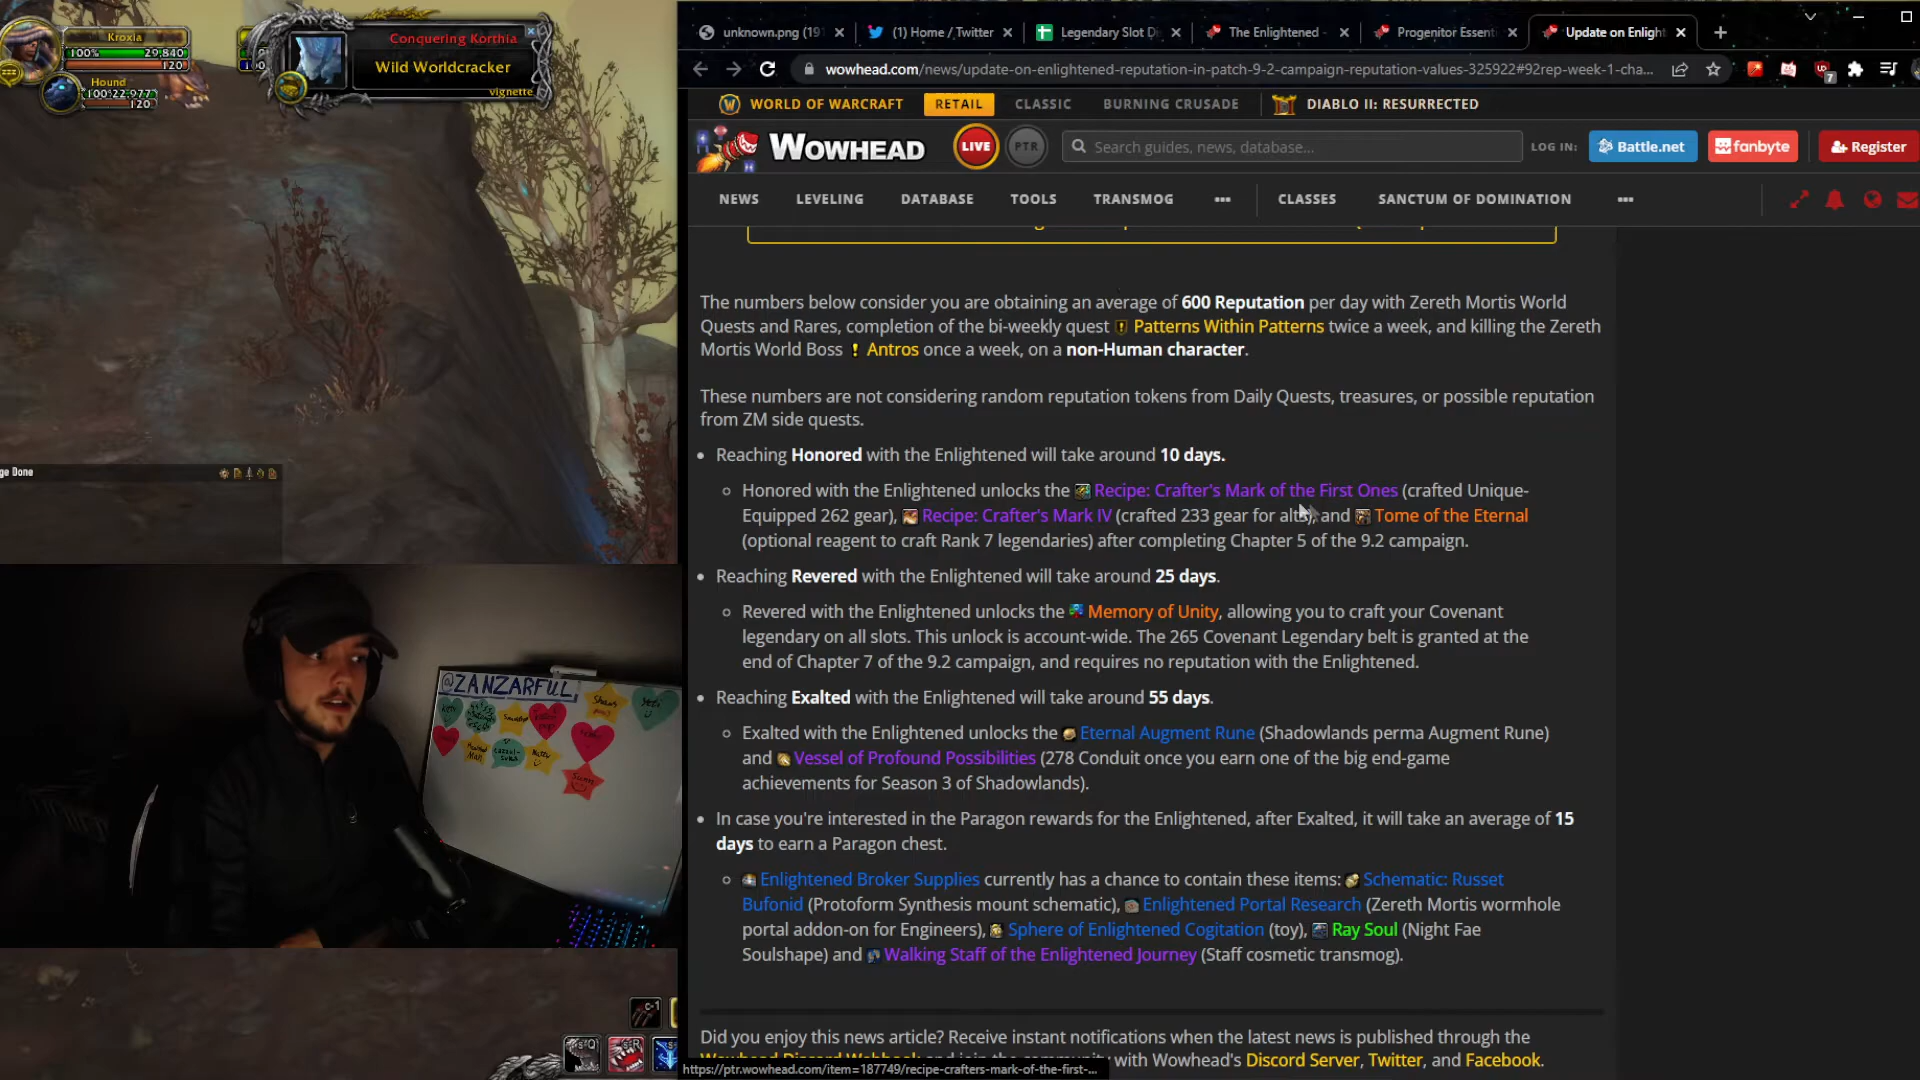 Kroxia
100% 29,840
120
Hound
100% 22,977
120
Conquering Korthia
Wild Worldcracker
vignette
ge Done
@ZANZARFUL
unknown.png (19
(1) Home / Twitter
Legendary Slot Di
The Enlightened -
Progenitor Essenti
Update on Enligh
wowhead.com/news/update-on-enlightened-reputation-in-patch-9-2-campaign-reputation-values-325922#92rep-week-1-cha...
WORLD OF WARCRAFT RETAIL CLASSIC BURNING CRUSADE DIABLO II: RESURRECTED
WOWHEAD LIVE PTR Search guides, news, database... LOG IN: Battle.net fanbyte Register
NEWS LEVELING DATABASE TOOLS TRANSMOG ... CLASSES SANCTUM OF DOMINATION ...
The numbers below consider you are obtaining an average of 600 Reputation per day with Zereth Mortis World
Quests and Rares, completion of the bi-weekly quest Patterns Within Patterns twice a week, and killing the Zereth
Mortis World Boss Antros once a week, on a non-Human character.
These numbers are not considering random reputation tokens from Daily Quests, treasures, or possible reputation
from ZM side quests.
Reaching Honored with the Enlightened will take around 10 days.
Honored with the Enlightened unlocks the Recipe: Crafter's Mark of the First Ones (crafted Unique-
Equipped 262 gear), Recipe: Crafter's Mark IV (crafted 233 gear for alts), and Tome of the Eternal
(optional reagent to craft Rank 7 legendaries) after completing Chapter 5 of the 9.2 campaign.
Reaching Revered with the Enlightened will take around 25 days.
Revered with the Enlightened unlocks the Memory of Unity, allowing you to craft your Covenant
legendary on all slots. This unlock is account-wide. The 265 Covenant Legendary belt is granted at the
end of Chapter 7 of the 9.2 campaign, and requires no reputation with the Enlightened.
Reaching Exalted with the Enlightened will take around 55 days.
Exalted with the Enlightened unlocks the Eternal Augment Rune (Shadowlands perma Augment Rune)
and Vessel of Profound Possibilities (278 Conduit once you earn one of the big end-game
achievements for Season 3 of Shadowlands).
In case you're interested in the Paragon rewards for the Enlightened, after Exalted, it will take an average of 15
days to earn a Paragon chest.
Enlightened Broker Supplies currently has a chance to contain these items: Schematic: Russet
Bufonid (Protoform Synthesis mount schematic), Enlightened Portal Research (Zereth Mortis wormhole
portal addon-on for Engineers), Sphere of Enlightened Cogitation (toy), Ray Soul (Night Fae
Soulshape) and Walking Staff of the Enlightened Journey (Staff cosmetic transmog).
Did you enjoy this news article? Receive instant notifications when the latest news is published through the
Wowhead Discord Webhook and join the community with Wowhead's Discord Server, Twitter, and Facebook.
https://ptr.wowhead.com/item=187749/recipe-crafters-mark-of-the-first-...